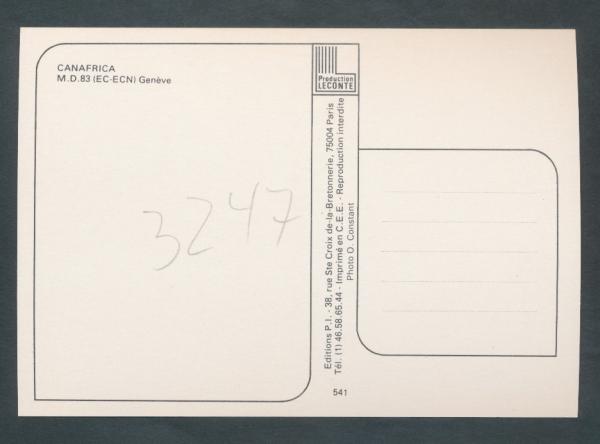 CANAFRICA
M.D.83 (EC-ECN) Genève
3247
Production
LECONTE
Editions P.I. - 38, rue Ste Croix de-la-Bretonnerie, 75004 Paris
Tél. (1) 46.58.65.44 - Imprimé en C.E.E. - Reproduction interdite
Photo O. Constant
541